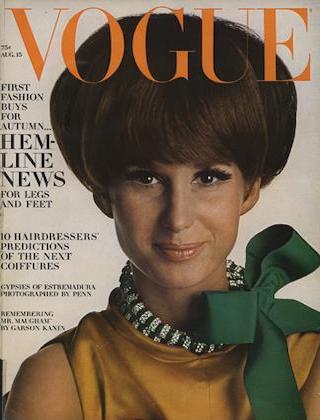 VOGUE
75¢
AUG. 15
FIRST
FASHION
BUYS
FOR
AUTUMN...
HEM-
LINE
NEWS
FOR LEGS
AND FEET
10 HAIRDRESSERS'
PREDICTIONS
OF THE NEXT
COIFFURES
GYPSIES OF ESTREMADURA
PHOTOGRAPHED BY PENN
REMEMBERING
MR. MAUGHAM
BY GARSON KANIN